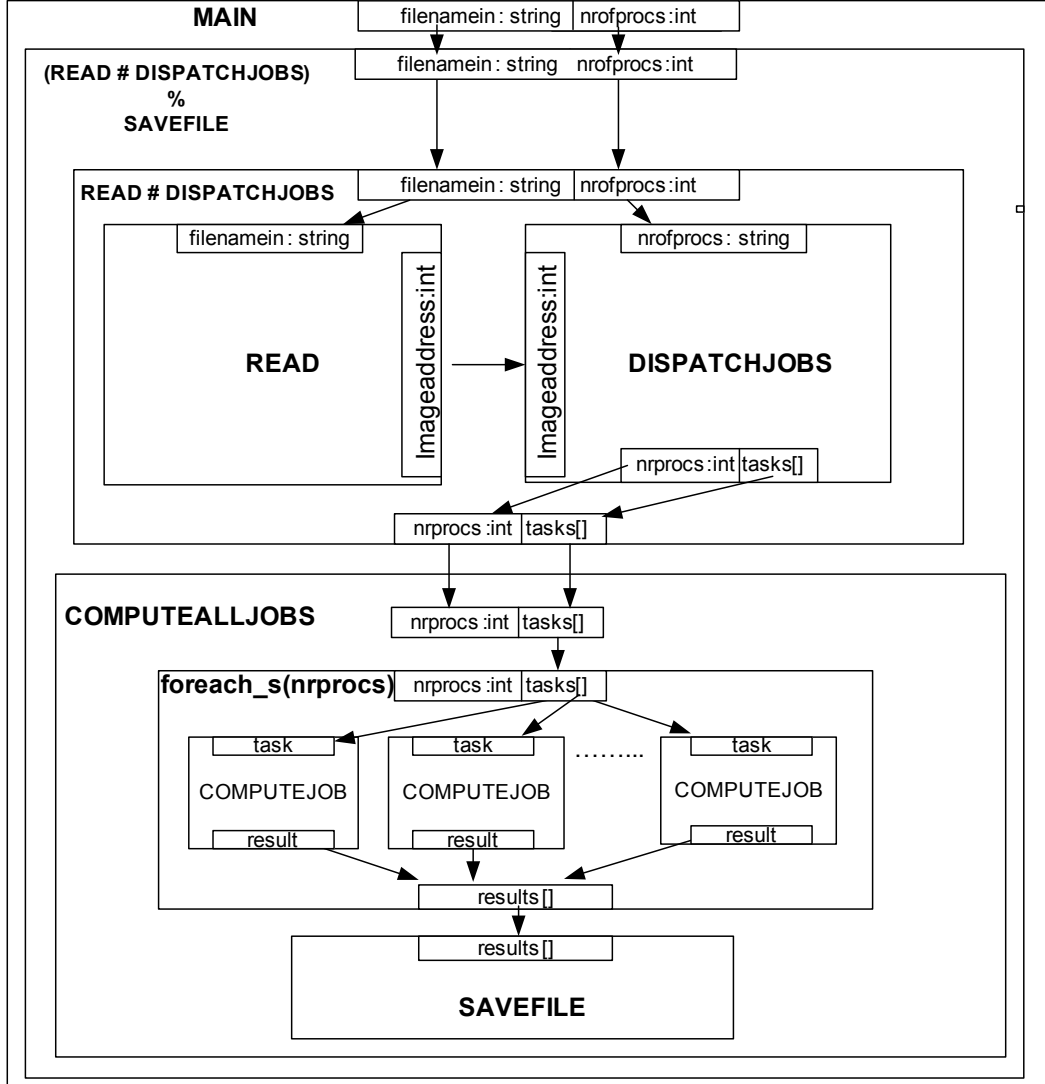 MAIN
filenamein: string nrofprocs:int
(READ # DISPATCHJOBS)
%
SAVEFILE
filenamein: string nrofprocs:int
READ # DISPATCHJOBS
filenamein: string nrofprocs:int
filenamein: string
nrofprocs: string
Imageaddress:int
Imageaddress:int
READ
DISPATCHJOBS
nrprocs:int tasks[]
nrprocs:int tasks[]
COMPUTEALLJOBS
nrprocs:int tasks[]
foreach_s(nrprocs)
nrprocs:int tasks[]
task task ......... task
COMPUTEJOB COMPUTEJOB COMPUTEJOB
result result result
results[]
results[]
SAVEFILE